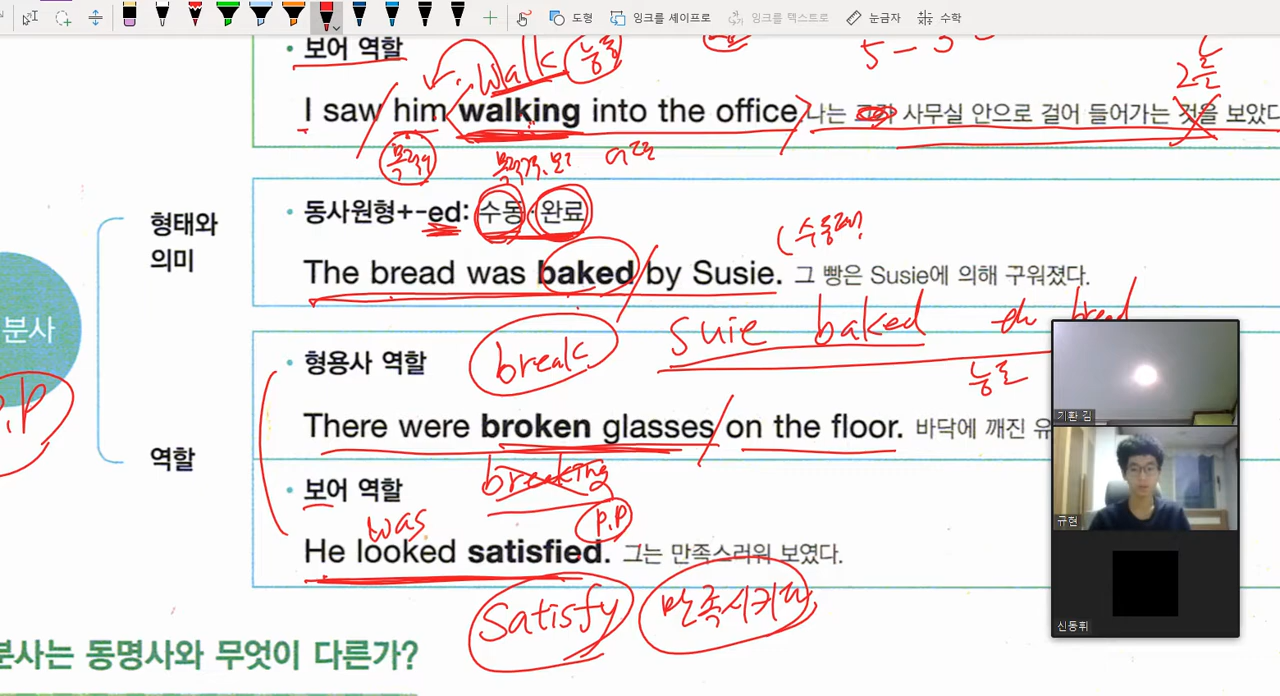 도형 잉크를 셰이프로 잉크를 텍스트로 눈금자 수학
• 보어 역할
walk 능동
5 -
I saw him walking into the office. 나는 사무실 안으로 걸어 들어가는 것을 보았다
• 동사원형+-ed: 수동·완료
형태와
의미
The bread was baked by Susie. 그 빵은 Susie에 의해 구워졌다.
suie baked the bread
능동
분사
• 형용사 역할
break
P.P
There were broken glasses on the floor. 바닥에 깨진 유
역할
• 보어 역할
breaking
was
P.P
He looked satisfied. 그는 만족스러워 보였다.
satisfy 만족시키다
분사는 동명사와 무엇이 다른가?
기환 김
규현
신동휘